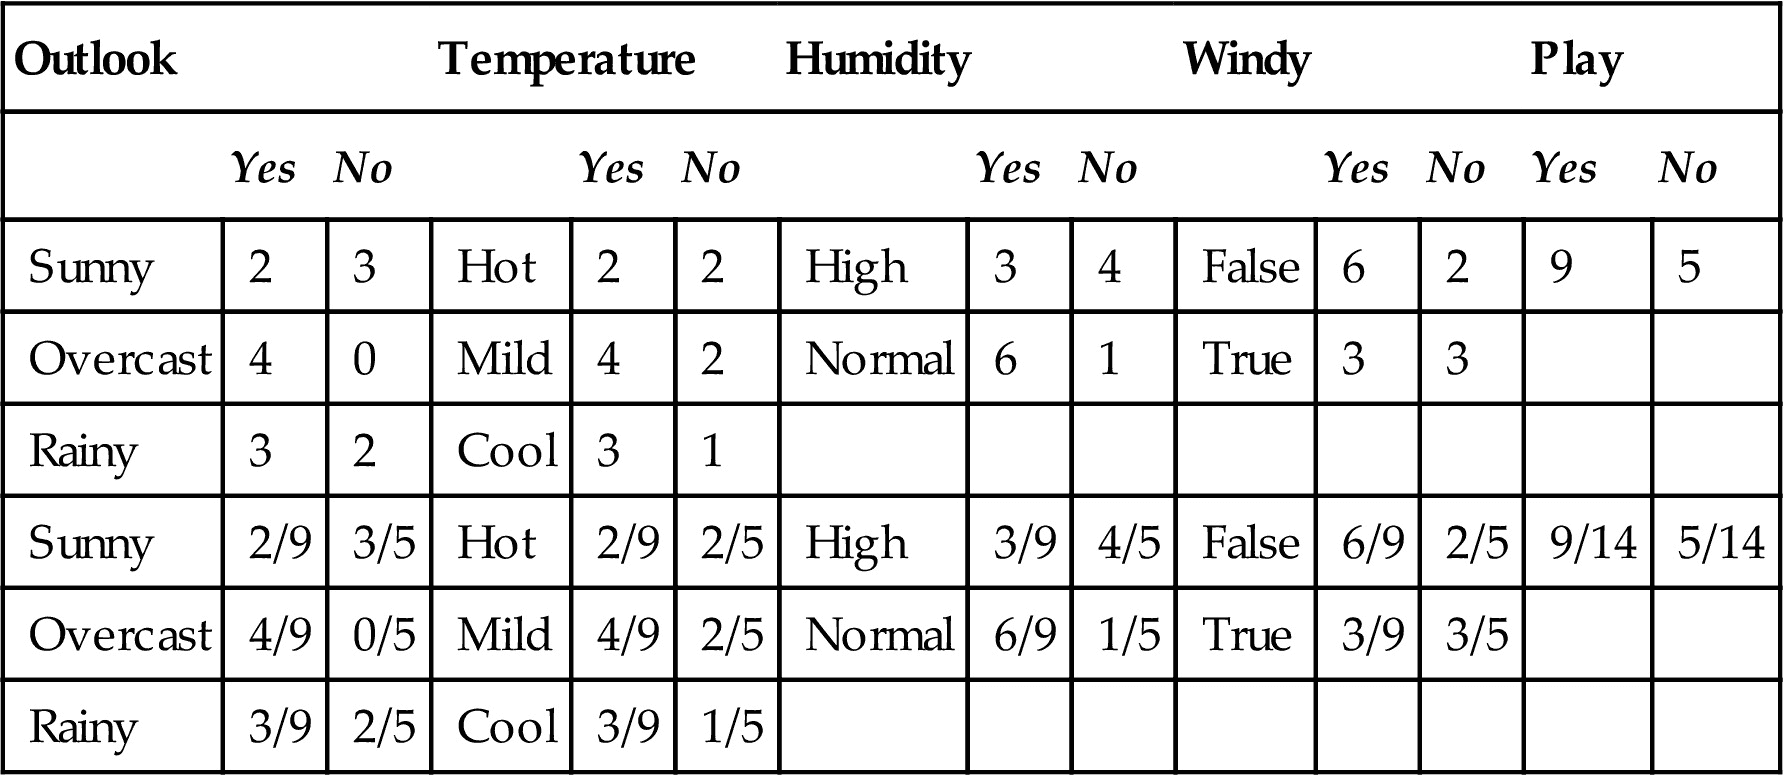 Outlook Temperature Humidity Windy Play
Yes No Yes No Yes No Yes No Yes No
Sunny 2 3 Hot 2 2 High 3 4 False 6 2 9 5
Overcast 4 0 Mild 4 2 Normal 6 1 True 3 3
Rainy 3 2 Cool 3 1
Sunny 2/9 3/5 Hot 2/9 2/5 High 3/9 4/5 False 6/9 2/5 9/14 5/14
Overcast 4/9 0/5 Mild 4/9 2/5 Normal 6/9 1/5 True 3/9 3/5
Rainy 3/9 2/5 Cool 3/9 1/5